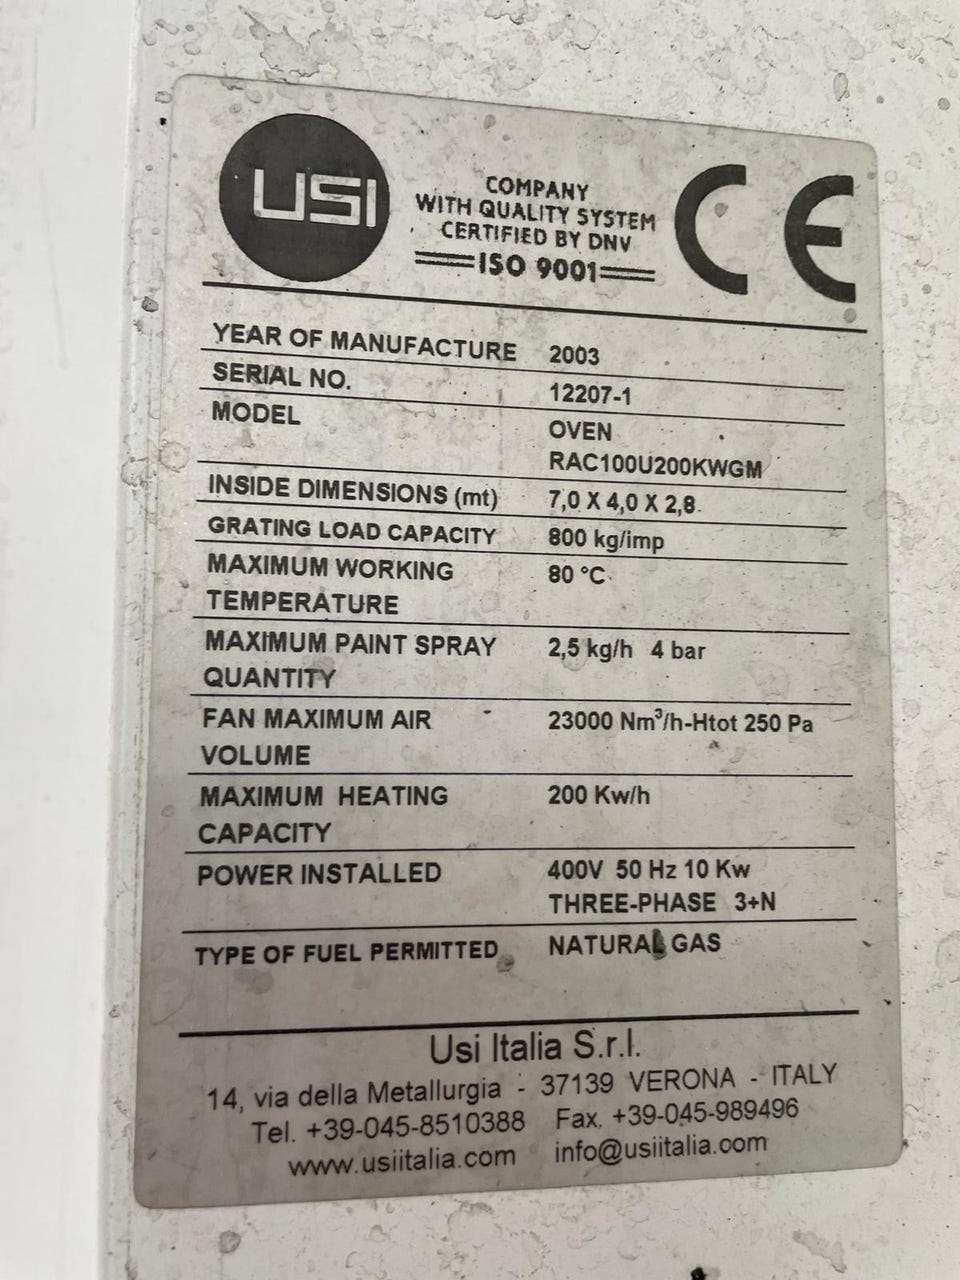 USI
COMPANY
WITH QUALITY SYSTEM
CERTIFIED BY DNV
ISO 9001
CE
YEAR OF MANUFACTURE 2003
SERIAL NO. 12207-1
MODEL OVEN
RAC100U200KWGM
INSIDE DIMENSIONS (mt) 7,0 X 4,0 X 2,8
GRATING LOAD CAPACITY 800 kg/imp
MAXIMUM WORKING 80 °C
TEMPERATURE
MAXIMUM PAINT SPRAY 2,5 kg/h 4 bar
QUANTITY
FAN MAXIMUM AIR 23000 Nm³/h-Htot 250 Pa
VOLUME
MAXIMUM HEATING 200 Kw/h
CAPACITY
POWER INSTALLED 400V 50 Hz 10 Kw
THREE-PHASE 3+N
TYPE OF FUEL PERMITTED NATURAL GAS
Usi Italia S.r.l.
14, via della Metallurgia - 37139 VERONA - ITALY
Tel. +39-045-8510388 Fax. +39-045-989496
www.usiitalia.com info@usiitalia.com